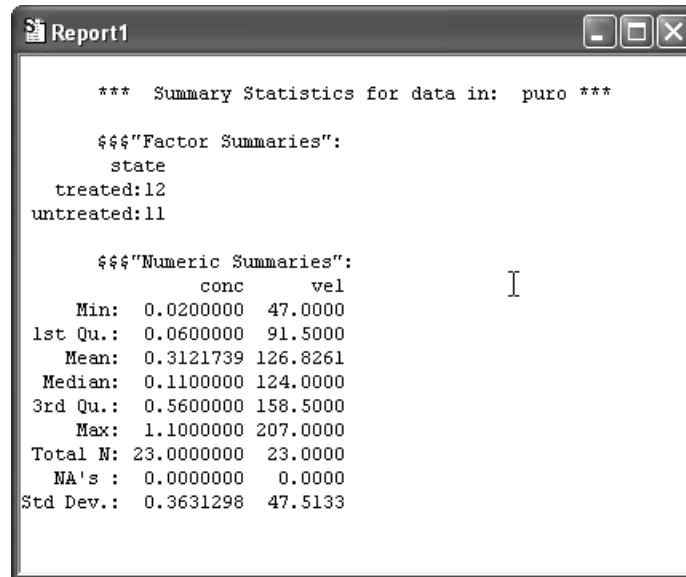 Report1
*** Summary Statistics for data in: puro ***
$$$"Factor Summaries":
state
treated:12
untreated:11
$$$"Numeric Summaries":
conc vel
Min: 0.0200000 47.0000
1st Qu.: 0.0600000 91.5000
Mean: 0.3121739 126.8261
Median: 0.1100000 124.0000
3rd Qu.: 0.5600000 158.5000
Max: 1.1000000 207.0000
Total N: 23.0000000 23.0000
NA's : 0.0000000 0.0000
Std Dev.: 0.3631298 47.5133